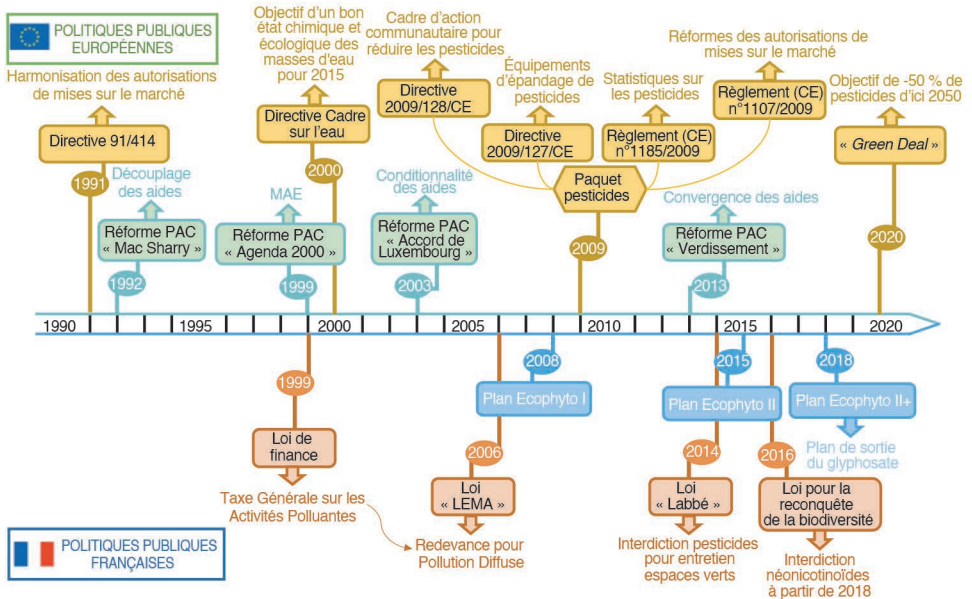 POLITIQUES PUBLIQUES
EUROPÉENNES
Harmonisation des autorisations
de mises sur le marché
Directive 91/414
1991
Objectif d'un bon
état chimique et
écologique des
masses d'eau
pour 2015
Directive Cadre
sur l'eau
2000
Cadre d'action
communautaire pour
réduire les pesticides
Directive
2009/128/CE
Équipements
d'épandage de
pesticides
Directive
2009/127/CE
Statistiques sur
les pesticides
Règlement (CE)
n°1185/2009
Réformes des autorisations de
mises sur le marché
Règlement (CE)
n°1107/2009
Paquet
pesticides
2009
Objectif de -50 % de
pesticides d'ici 2050
« Green Deal »
2020
Découplage
des aides
Réforme PAC
« Mac Sharry »
1992
MAE
Réforme PAC
« Agenda 2000 »
1999
Conditionnalité
des aides
Réforme PAC
« Accord de
Luxembourg »
2003
Convergence des aides
Réforme PAC
« Verdissement »
2013
1990 1995 2000 2005 2010 2015 2020
1999
Loi de
finance
Taxe Générale sur les
Activités Polluantes
2006
Loi
« LEMA »
Redevance pour
Pollution Diffuse
2008
Plan Ecophyto I
2014
Loi
« Labbé »
Interdiction pesticides
pour entretien
espaces verts
2015
Plan Ecophyto II
2016
Loi pour la
reconquête
de la biodiversité
Interdiction
néonicotinoïdes
à partir de 2018
2018
Plan Ecophyto II+
Plan de sortie
du glyphosate
POLITIQUES PUBLIQUES
FRANÇAISES